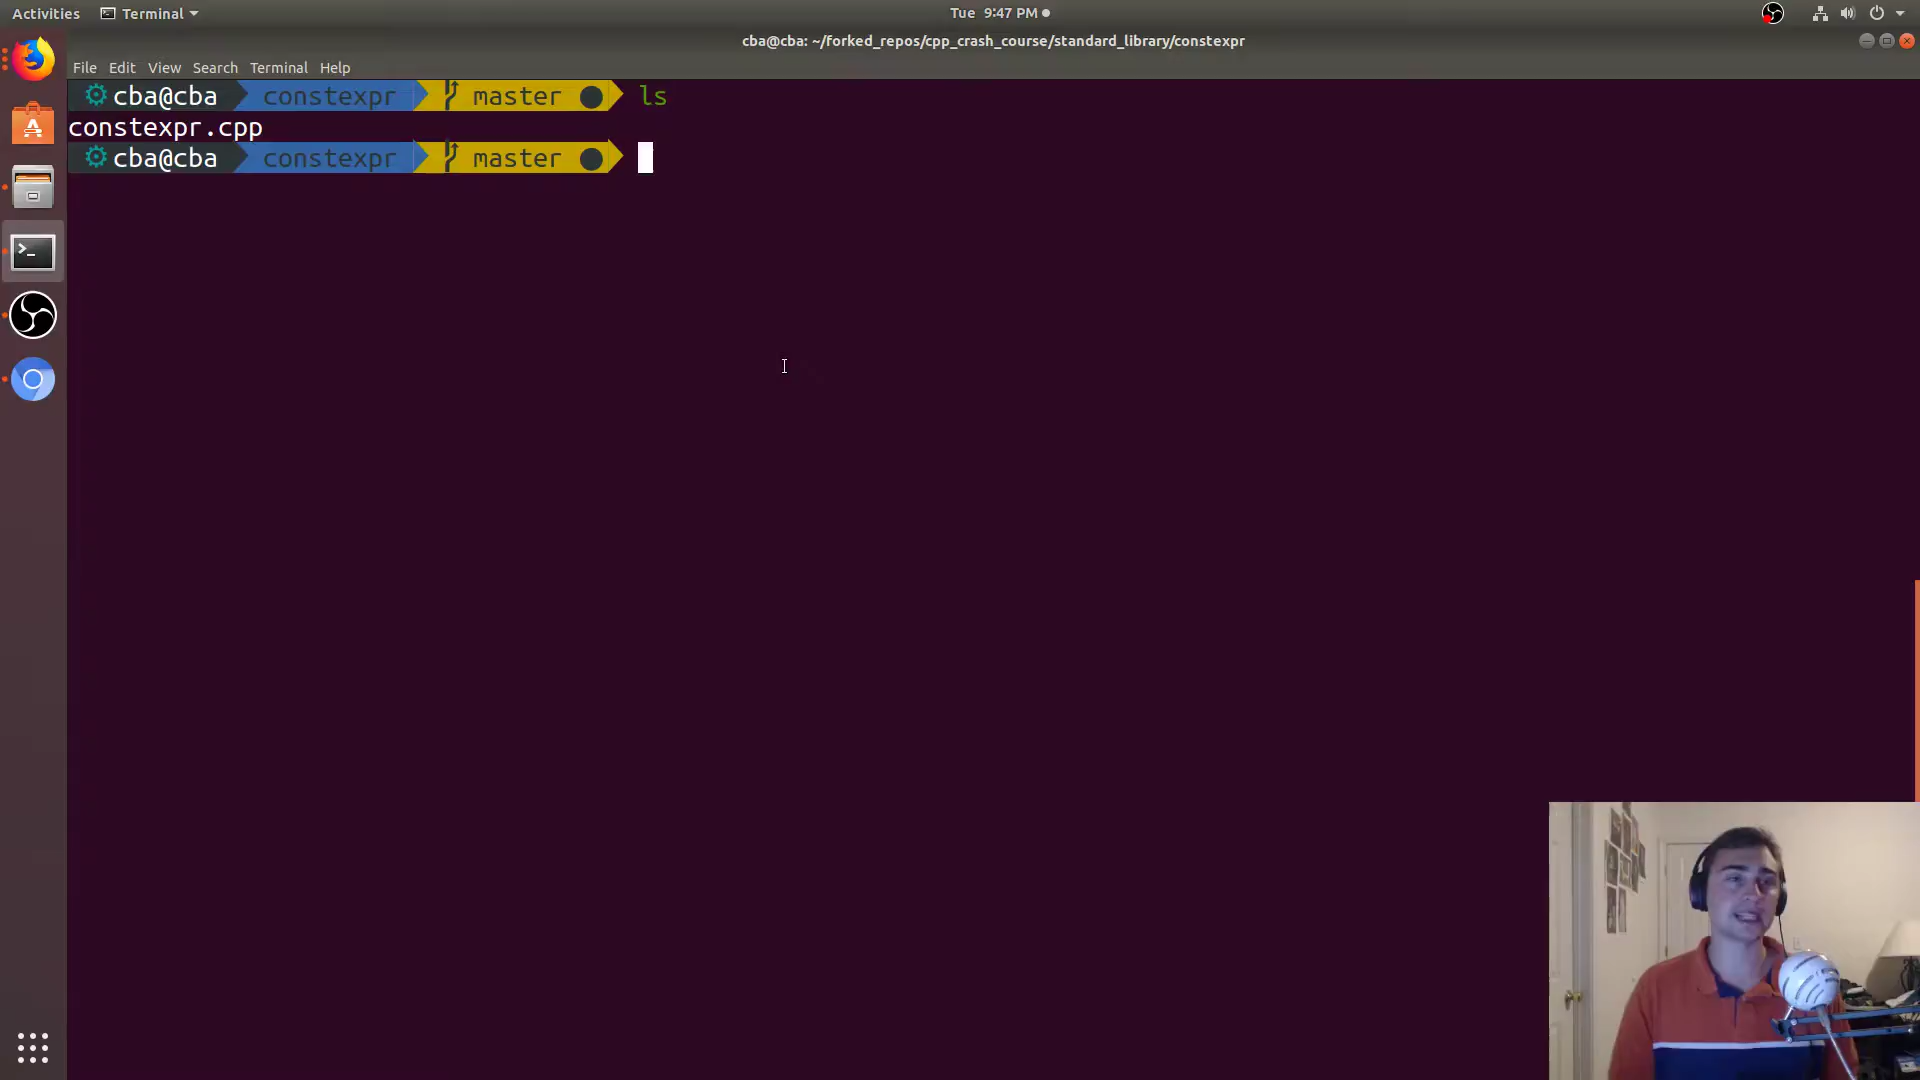 Activities Terminal Tue 9:47 PM
cba@cba: ~/forked_repos/cpp_crash_course/standard_library/constexpr
File Edit View Search Terminal Help
cba@cba constexpr master ls
constexpr.cpp
cba@cba constexpr master